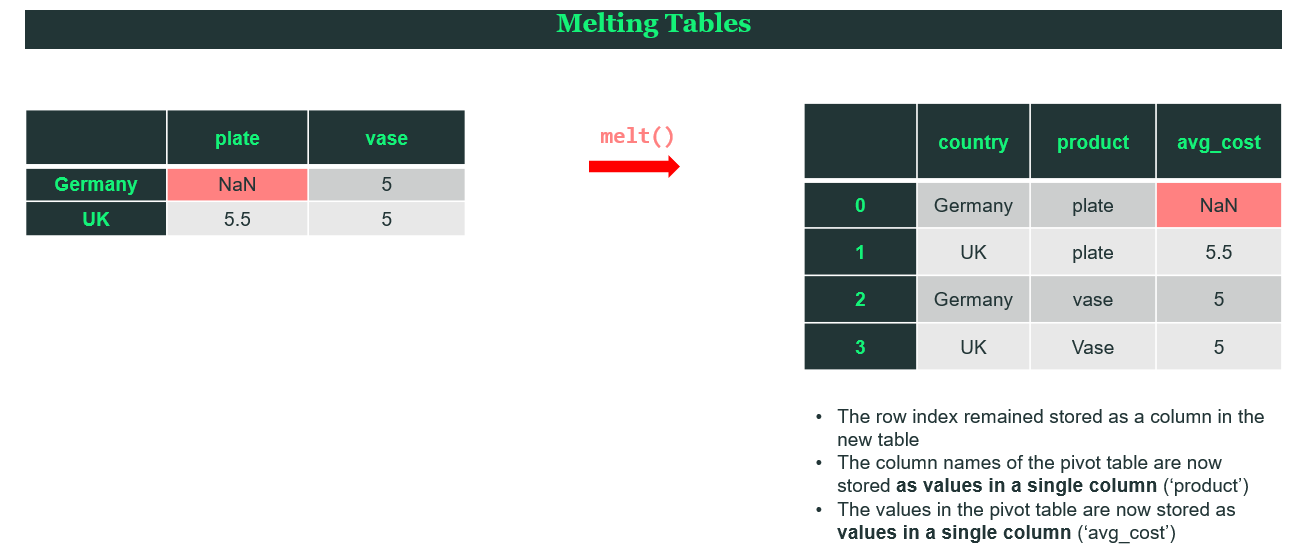 Melting Tables
plate vase
Germany NaN 5
UK 5.5 5
melt()
country product avg_cost
0 Germany plate NaN
1 UK plate 5.5
2 Germany vase 5
3 UK Vase 5
• The row index remained stored as a column in the
new table
• The column names of the pivot table are now
stored as values in a single column (‘product’)
• The values in the pivot table are now stored as
values in a single column (‘avg_cost’)